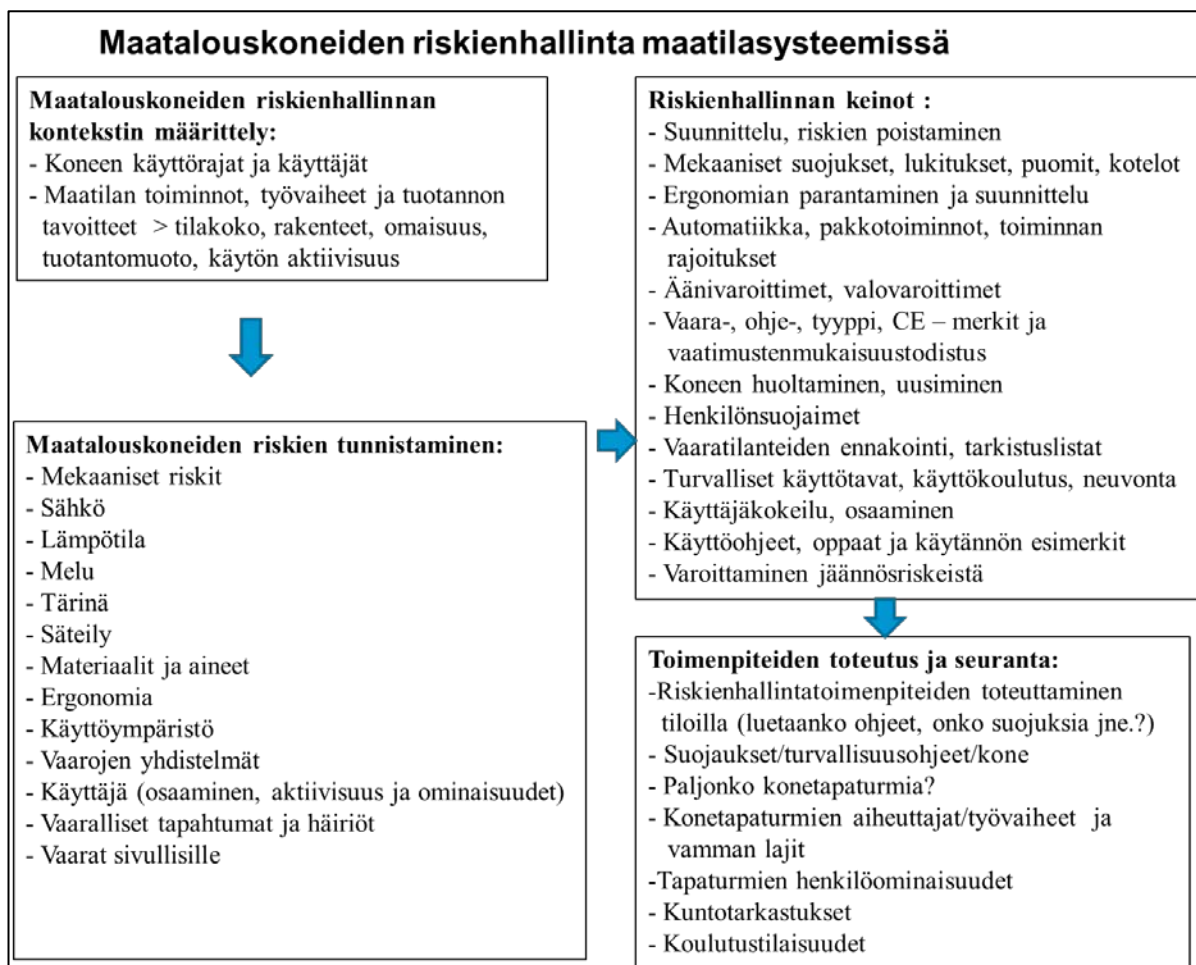 Maatalouskoneiden riskienhallinta maatilasysteemissä
Maatalouskoneiden riskienhallinnan
kontekstin määrittely:
- Koneen käyttörajat ja käyttäjät
- Maatilan toiminnot, työvaiheet ja tuotannon
tavoitteet > tilakoko, rakenteet, omaisuus,
tuotantomuoto, käytön aktiivisuus
Maatalouskoneiden riskien tunnistaminen:
- Mekaaniset riskit
- Sähkö
- Lämpötila
- Melu
- Tärinä
- Säteily
- Materiaalit ja aineet
- Ergonomia
- Käyttöympäristö
- Vaarojen yhdistelmät
- Käyttäjä (osaaminen, aktiivisuus ja ominaisuudet)
- Vaaralliset tapahtumat ja häiriöt
- Vaarat sivullisille
Riskienhallinnan keinot :
- Suunnittelu, riskien poistaminen
- Mekaaniset suojukset, lukitukset, puomit, kotelot
- Ergonomian parantaminen ja suunnittelu
- Automatiikka, pakkotoiminnot, toiminnan
rajoitukset
- Äänivaroittimet, valovaroittimet
- Vaara-, ohje-, tyyppi, CE – merkit ja
vaatimustenmukaisuustodistus
- Koneen huoltaminen, uusiminen
- Henkilönsuojaimet
- Vaaratilanteiden ennakointi, tarkistuslistat
- Turvalliset käyttötavat, käyttökoulutus, neuvonta
- Käyttäjäkokeilu, osaaminen
- Käyttöohjeet, oppaat ja käytännön esimerkit
- Varoittaminen jäännösriskeistä
Toimenpiteiden toteutus ja seuranta:
-Riskienhallintatoimenpiteiden toteuttaminen
tiloilla (luetaanko ohjeet, onko suojuksia jne.?)
- Suojaukset/turvallisuusohjeet/kone
- Paljonko konetapaturmia?
- Konetapaturmien aiheuttajat/työvaiheet ja
vamman lajit
-Tapaturmien henkilöominaisuudet
- Kuntotarkastukset
- Koulutustilaisuudet